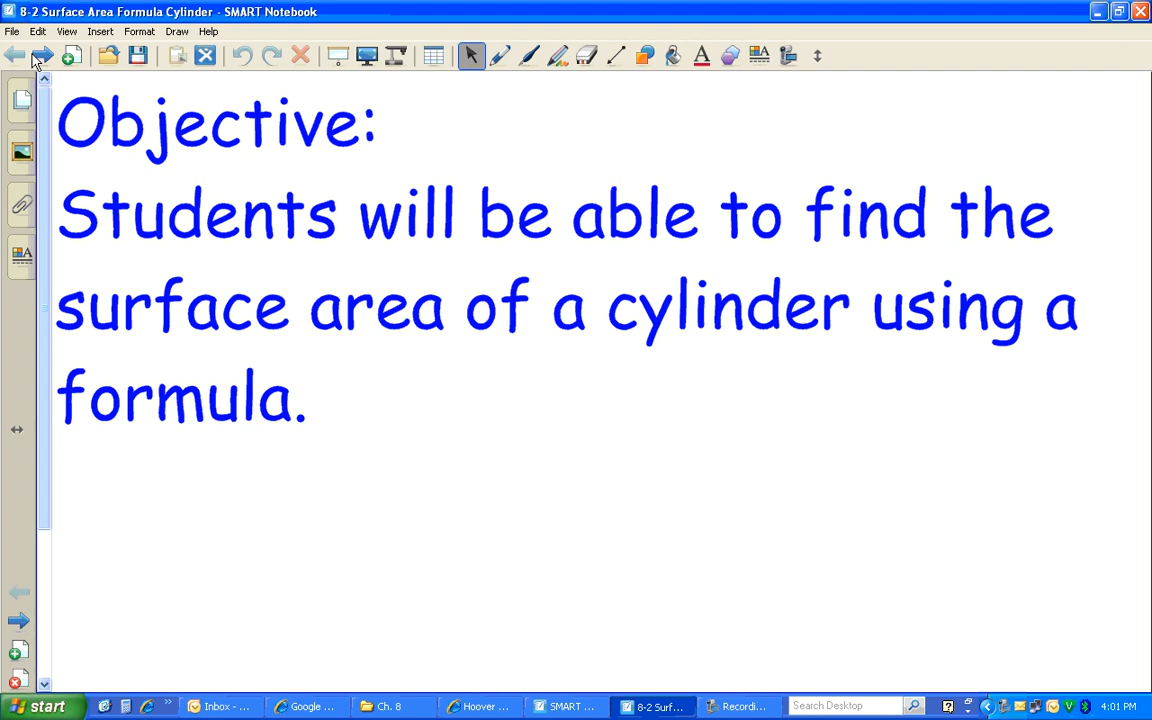 8-2 Surface Area Formula Cylinder - SMART Notebook
File Edit View Insert Format Draw Help
Objective:
Students will be able to find the
surface area of a cylinder using a
formula.
start Inbox - ... Google ... Ch. 8 Hoover ... SMART ... 8-2 Surf... Recordi... Search Desktop 4:01 PM